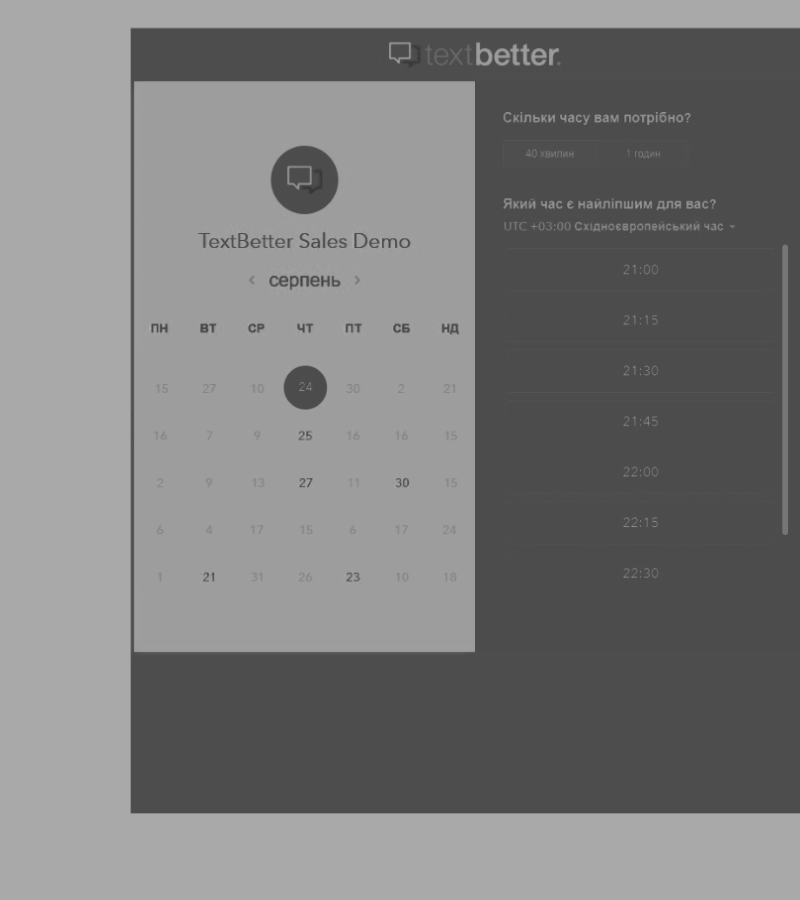 textbetter.
TextBetter Sales Demo
‹ серпень ›
ПН ВТ СР ЧТ ПТ СБ НД
15 27 10 24 30 2 21
16 7 9 25 16 16 15
2 9 13 27 11 30 15
6 4 17 15 6 17 24
1 21 31 26 23 10 18
Скільки часу вам потрібно?
40 хвилин 1 годин
Який час є найліпшим для вас?
UTC +03:00 Східноєвропейський час
21:00
21:15
21:30
21:45
22:00
22:15
22:30